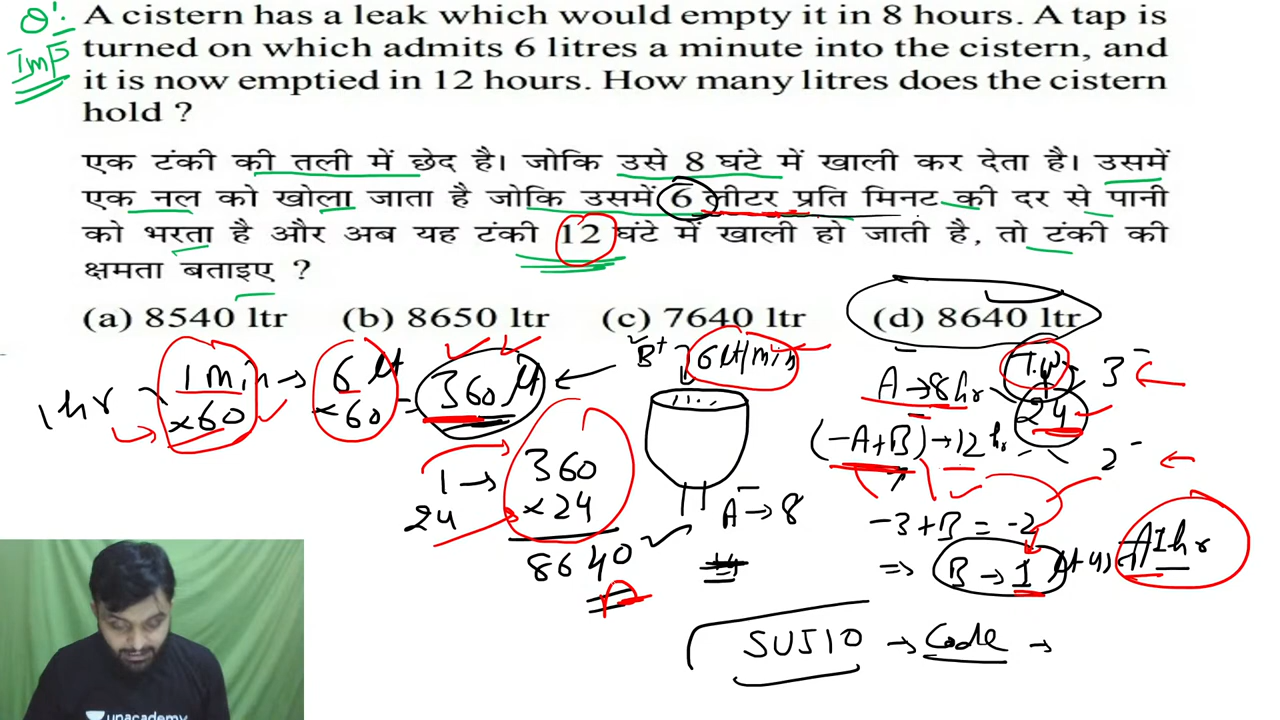 Q'.
Imp
A cistern has a leak which would empty it in 8 hours. A tap is
turned on which admits 6 litres a minute into the cistern, and
it is now emptied in 12 hours. How many litres does the cistern
hold ?
एक टंकी की तली में छेद है। जोकि उसे 8 घंटे में खाली कर देता है। उसमें
एक नल को खोला जाता है जोकि उसमें 6 लीटर प्रति मिनट की दर से पानी
को भरता है और अब यह टंकी 12 घंटे में खाली हो जाती है, तो टंकी की
क्षमता बताइए ?
(a) 8540 ltr (b) 8650 ltr (c) 7640 ltr (d) 8640 ltr
1 hr 1 min → 6 lt
×60 ×60 = 360 lt
1 → 360
24 ×24
8640
B⁺ 6 lt/min
A⁻ → 8
T.W
A → 8 hr 24 3⁻
(-A+B) → 12 hr 2⁻
-3+B = -2
⇒ B → 1 1 hr
SUJ10 → Code →
unacademy